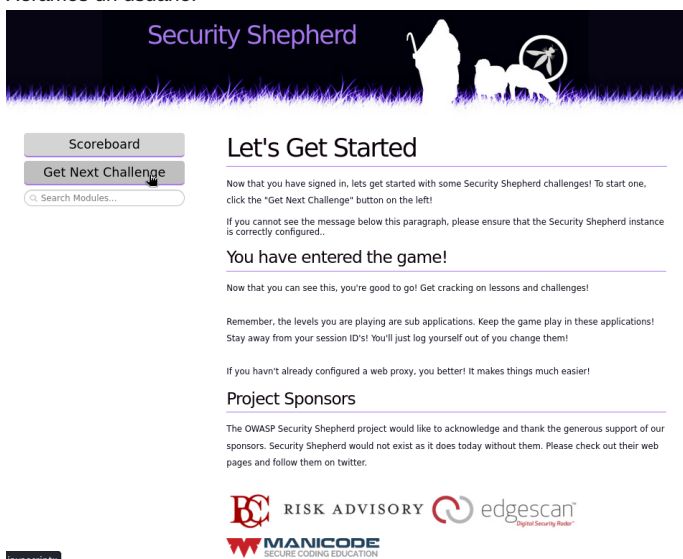 Security Shepherd
Scoreboard
Get Next Challenge
Search Modules...
Let's Get Started
Now that you have signed in, lets get started with some Security Shepherd challenges! To start one,
click the "Get Next Challenge" button on the left!
If you cannot see the message below this paragraph, please ensure that the Security Shepherd instance
is correctly configured..
You have entered the game!
Now that you can see this, you're good to go! Get cracking on lessons and challenges!
Remember, the levels you are playing are sub applications. Keep the game play in these applications!
Stay away from your session ID's! You'll just log yourself out of you change them!
If you havn't already configured a web proxy, you better! It makes things much easier!
Project Sponsors
The OWASP Security Shepherd project would like to acknowledge and thank the generous support of our
sponsors. Security Shepherd would not exist as it does today without them. Please check out their web
pages and follow them on twitter.
BC RISK ADVISORY
edgescan
Digital Security Radar
MANICODE
SECURE CODING EDUCATION